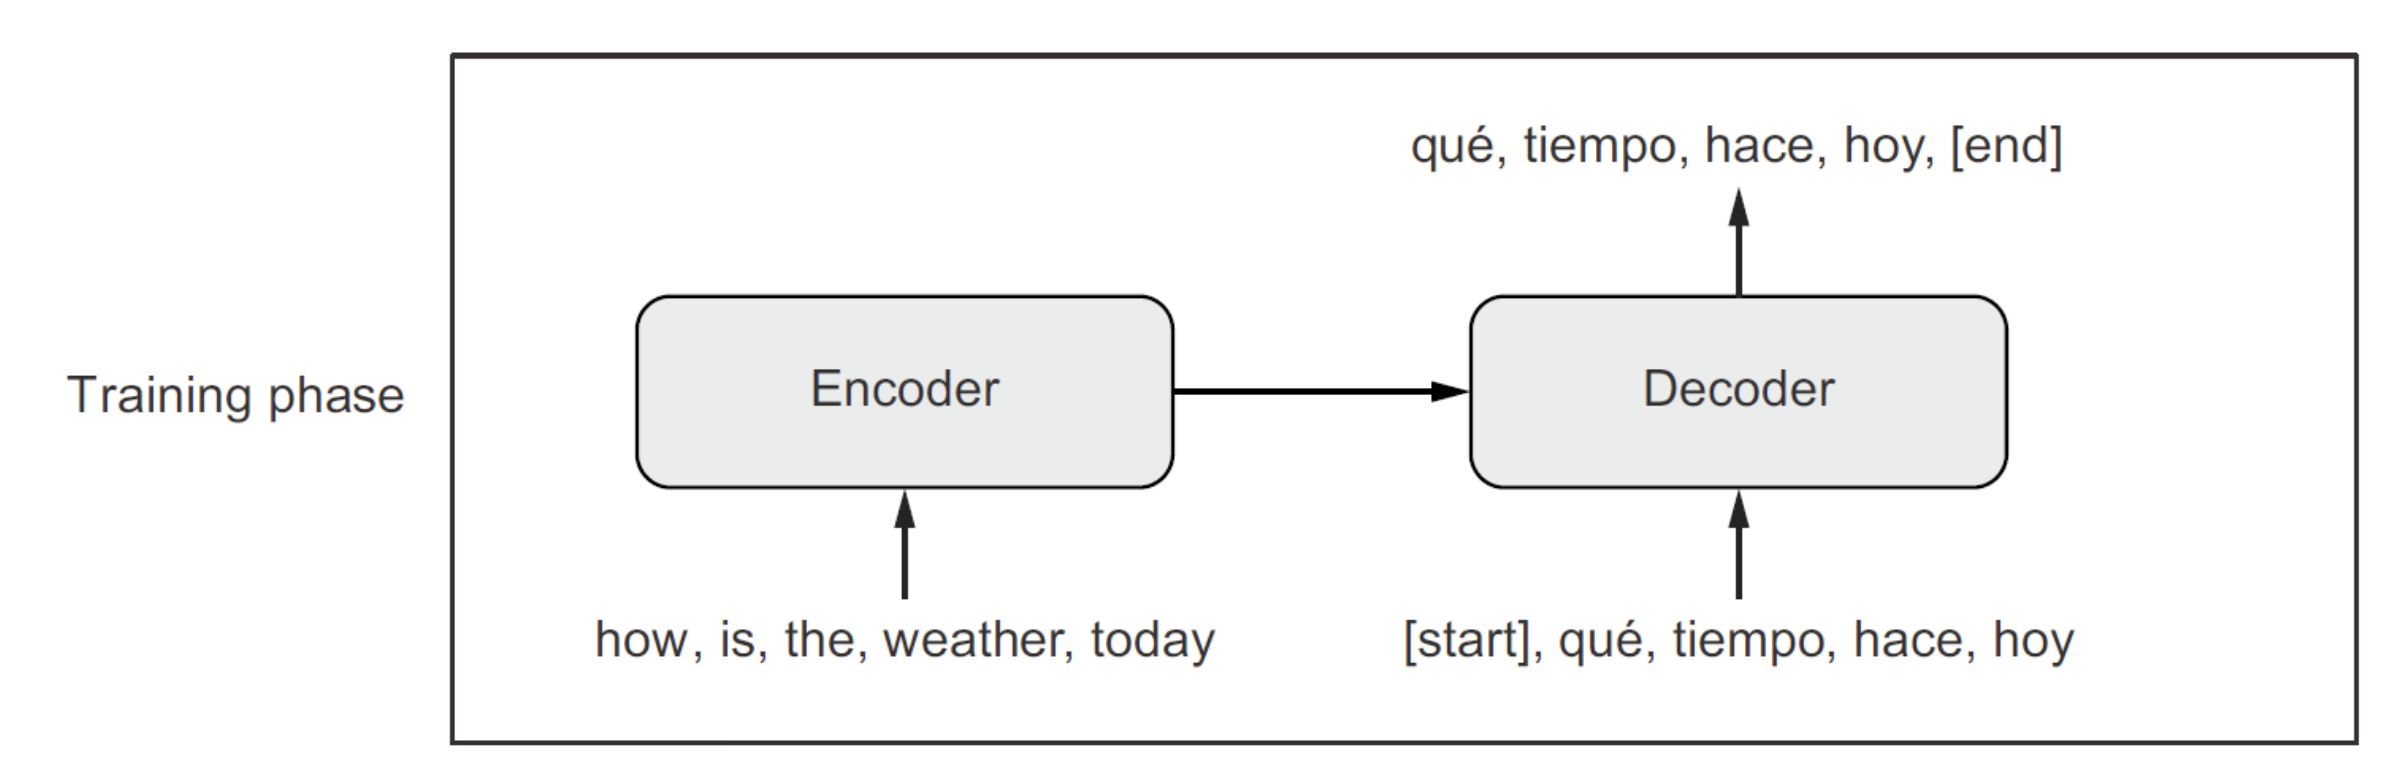 qué, tiempo, hace, hoy, [end]
Training phase
Encoder
Decoder
how, is, the, weather, today
[start], qué, tiempo, hace, hoy